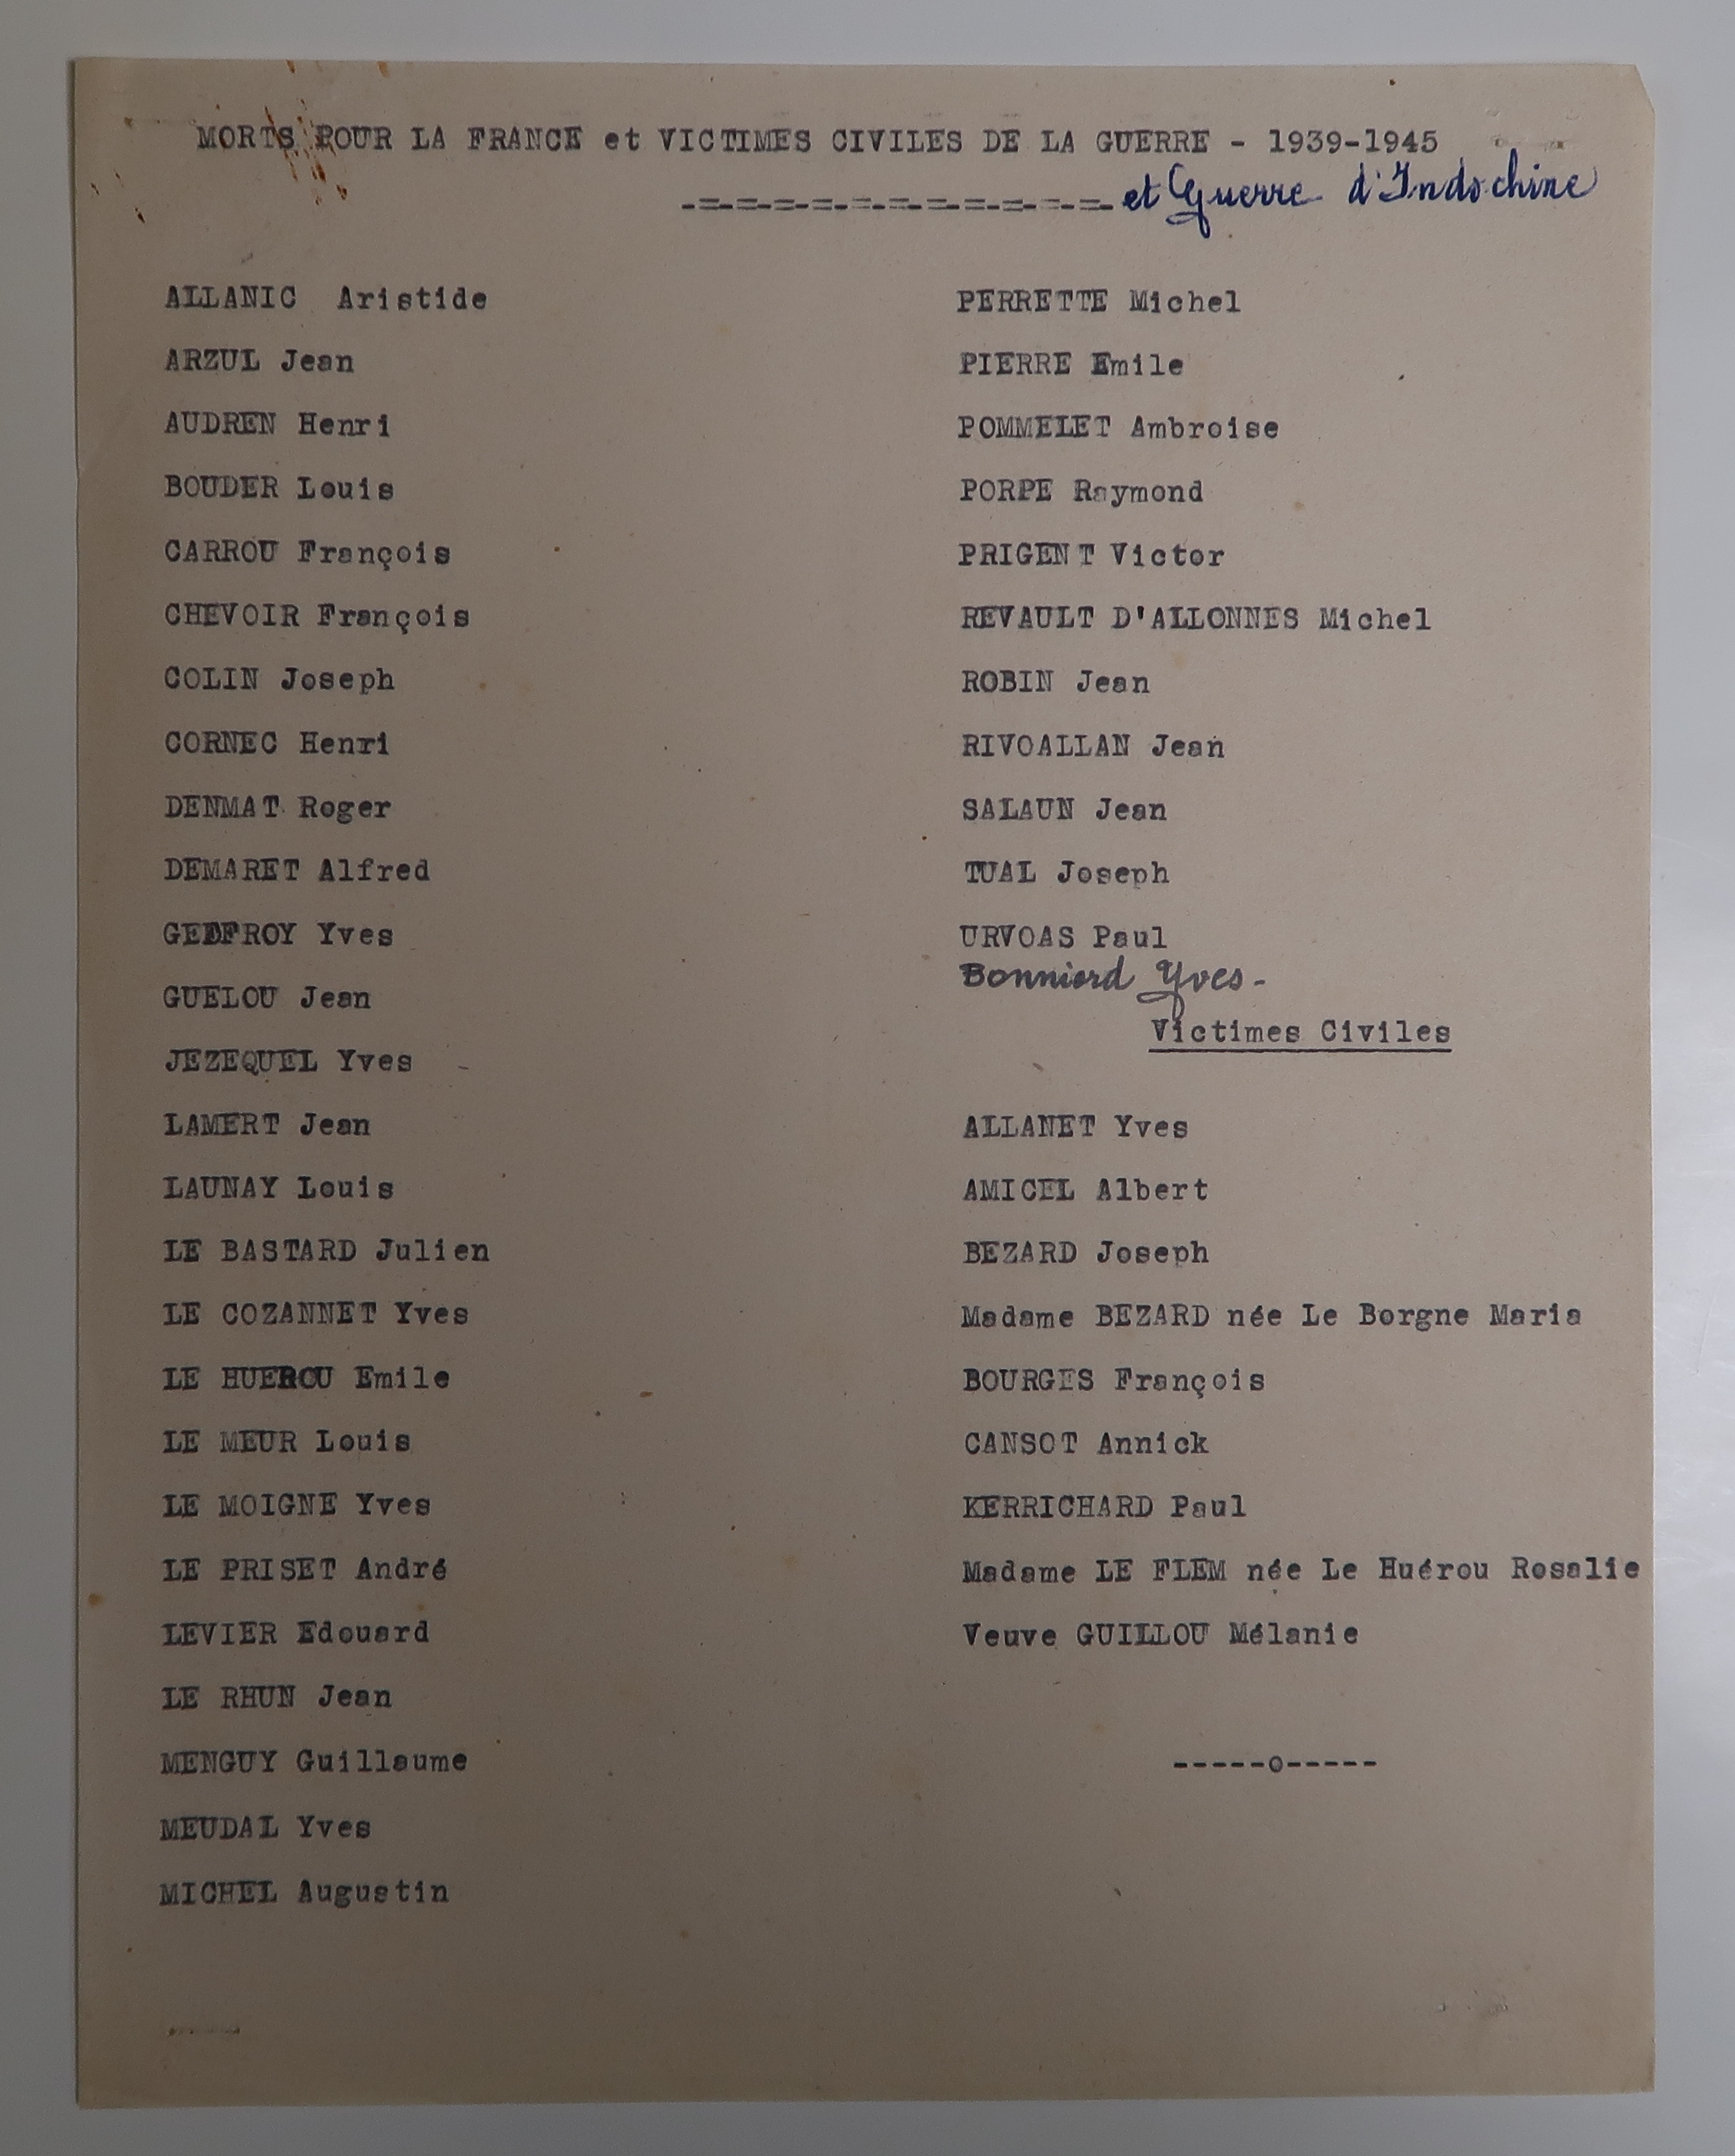 MORTS POUR LA FRANCE et VICTIMES CIVILES DE LA GUERRE - 1939-1945
-=-=-=-=-=-=-=-=-=-=-=- et Guerre d'Indochine
ALLANIC Aristide
ARZUL Jean
AUDREN Henri
BOUDER Louis
CARROU François
CHEVOIR François
COLIN Joseph
CORNEC Henri
DENMAT Roger
DEMARET Alfred
GEFFROY Yves
GUELOU Jean
JEZEQUEL Yves
LAMERT Jean
LAUNAY Louis
LE BASTARD Julien
LE COZANNET Yves
LE HUEROU Emile
LE MEUR Louis
LE MOIGNE Yves
LE PRISET André
LEVIER Edouard
LE RHUN Jean
MENGUY Guillaume
MEUDAL Yves
MICHEL Augustin
PERRETTE Michel
PIERRE Emile
POMMELET Ambroise
PORPE Raymond
PRIGENT Victor
REVAULT D'ALLONNES Michel
ROBIN Jean
RIVOALLAN Jean
SALAUN Jean
TUAL Joseph
URVOAS Paul
Bonniord Yves -
Victimes Civiles
ALLANET Yves
AMICEL Albert
BEZARD Joseph
Madame BEZARD née Le Borgne Maria
BOURGES François
CANSOT Annick
KERRICHARD Paul
Madame LE FLEM née Le Huérou Rosalie
Veuve GUILLOU Mélanie
-----o-----